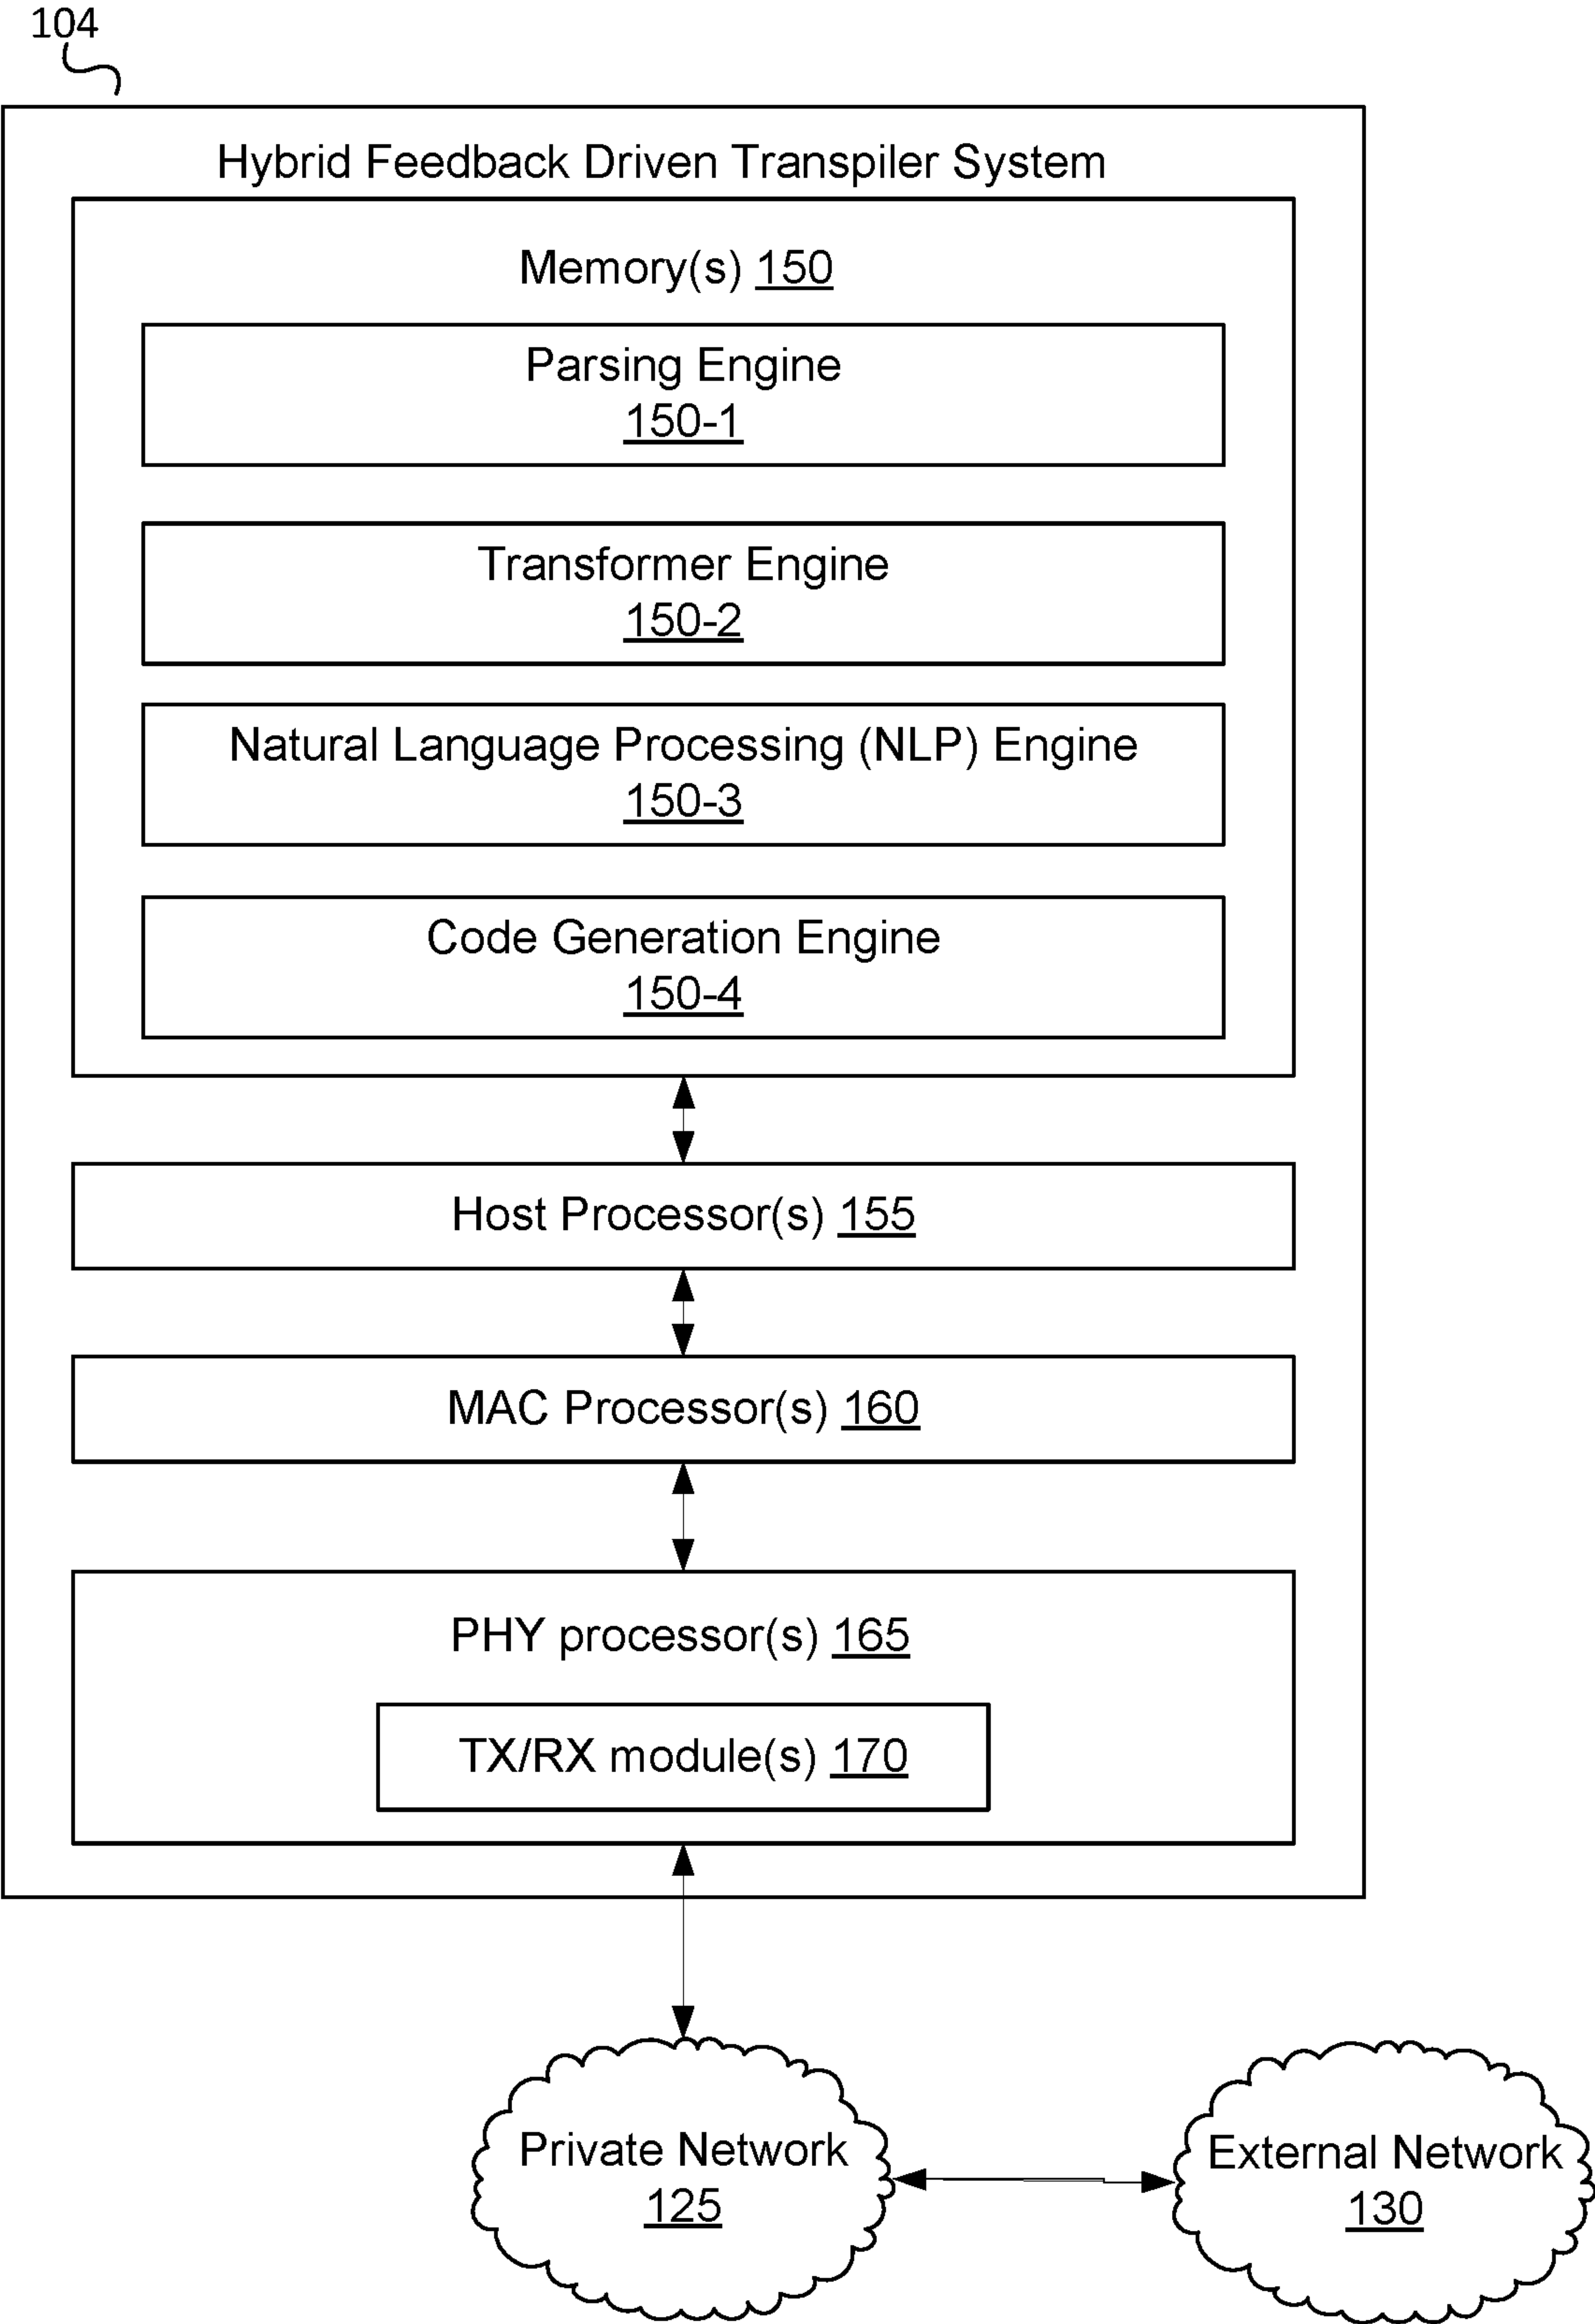 104
Hybrid Feedback Driven Transpiler System
Memory(s) 150
Parsing Engine
150-1
Transformer Engine
150-2
Natural Language Processing (NLP) Engine
150-3
Code Generation Engine
150-4
Host Processor(s) 155
MAC Processor(s) 160
PHY processor(s) 165
TX/RX module(s) 170
Private Network
125
External Network
130